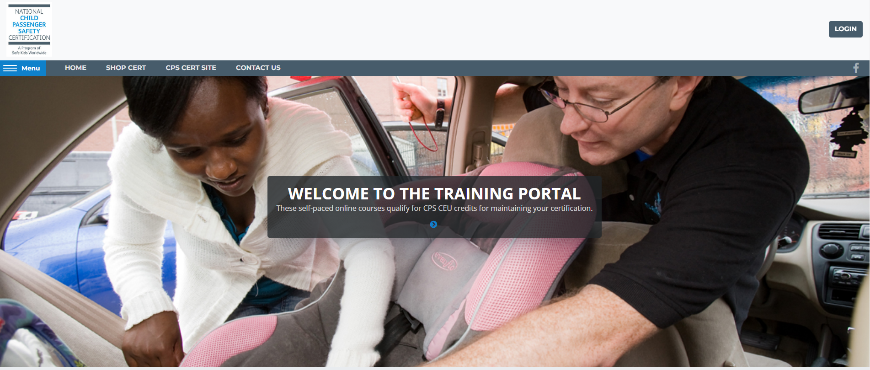 NATIONAL
CHILD
PASSENGER
SAFETY
CERTIFICATION
A Program of
Safe Kids Worldwide
LOGIN
Menu
HOME
SHOP CERT
CPS CERT SITE
CONTACT US
WELCOME TO THE TRAINING PORTAL
These self-paced online courses qualify for CPS CEU credits for maintaining your certification.